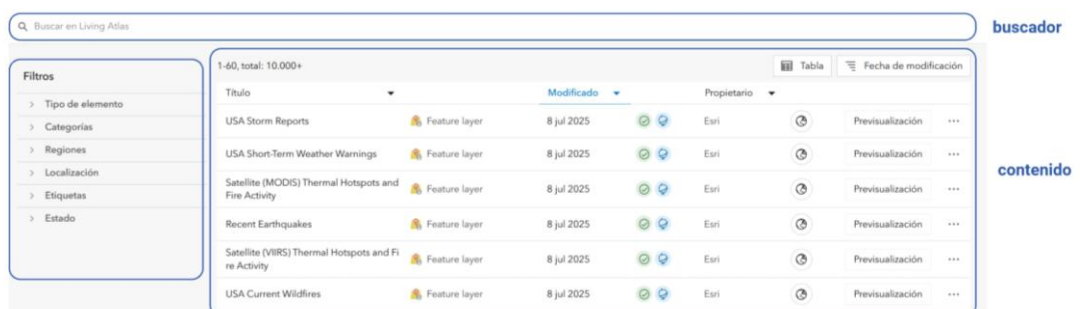 Buscar en Living Atlas
buscador
Filtros
Tipo de elemento
Categorías
Regiones
Localización
Etiquetas
Estado
1-60, total: 10.000+
Tabla
Fecha de modificación
Título Modificado Propietario
USA Storm Reports Feature layer 8 jul 2025 Esri Previsualización ...
USA Short-Term Weather Warnings Feature layer 8 jul 2025 Esri Previsualización ...
Satellite (MODIS) Thermal Hotspots and
Fire Activity Feature layer 8 jul 2025 Esri Previsualización ...
Recent Earthquakes Feature layer 8 jul 2025 Esri Previsualización ...
Satellite (VIIRS) Thermal Hotspots and Fi
re Activity Feature layer 8 jul 2025 Esri Previsualización ...
USA Current Wildfires Feature layer 8 jul 2025 Esri Previsualización ...
contenido